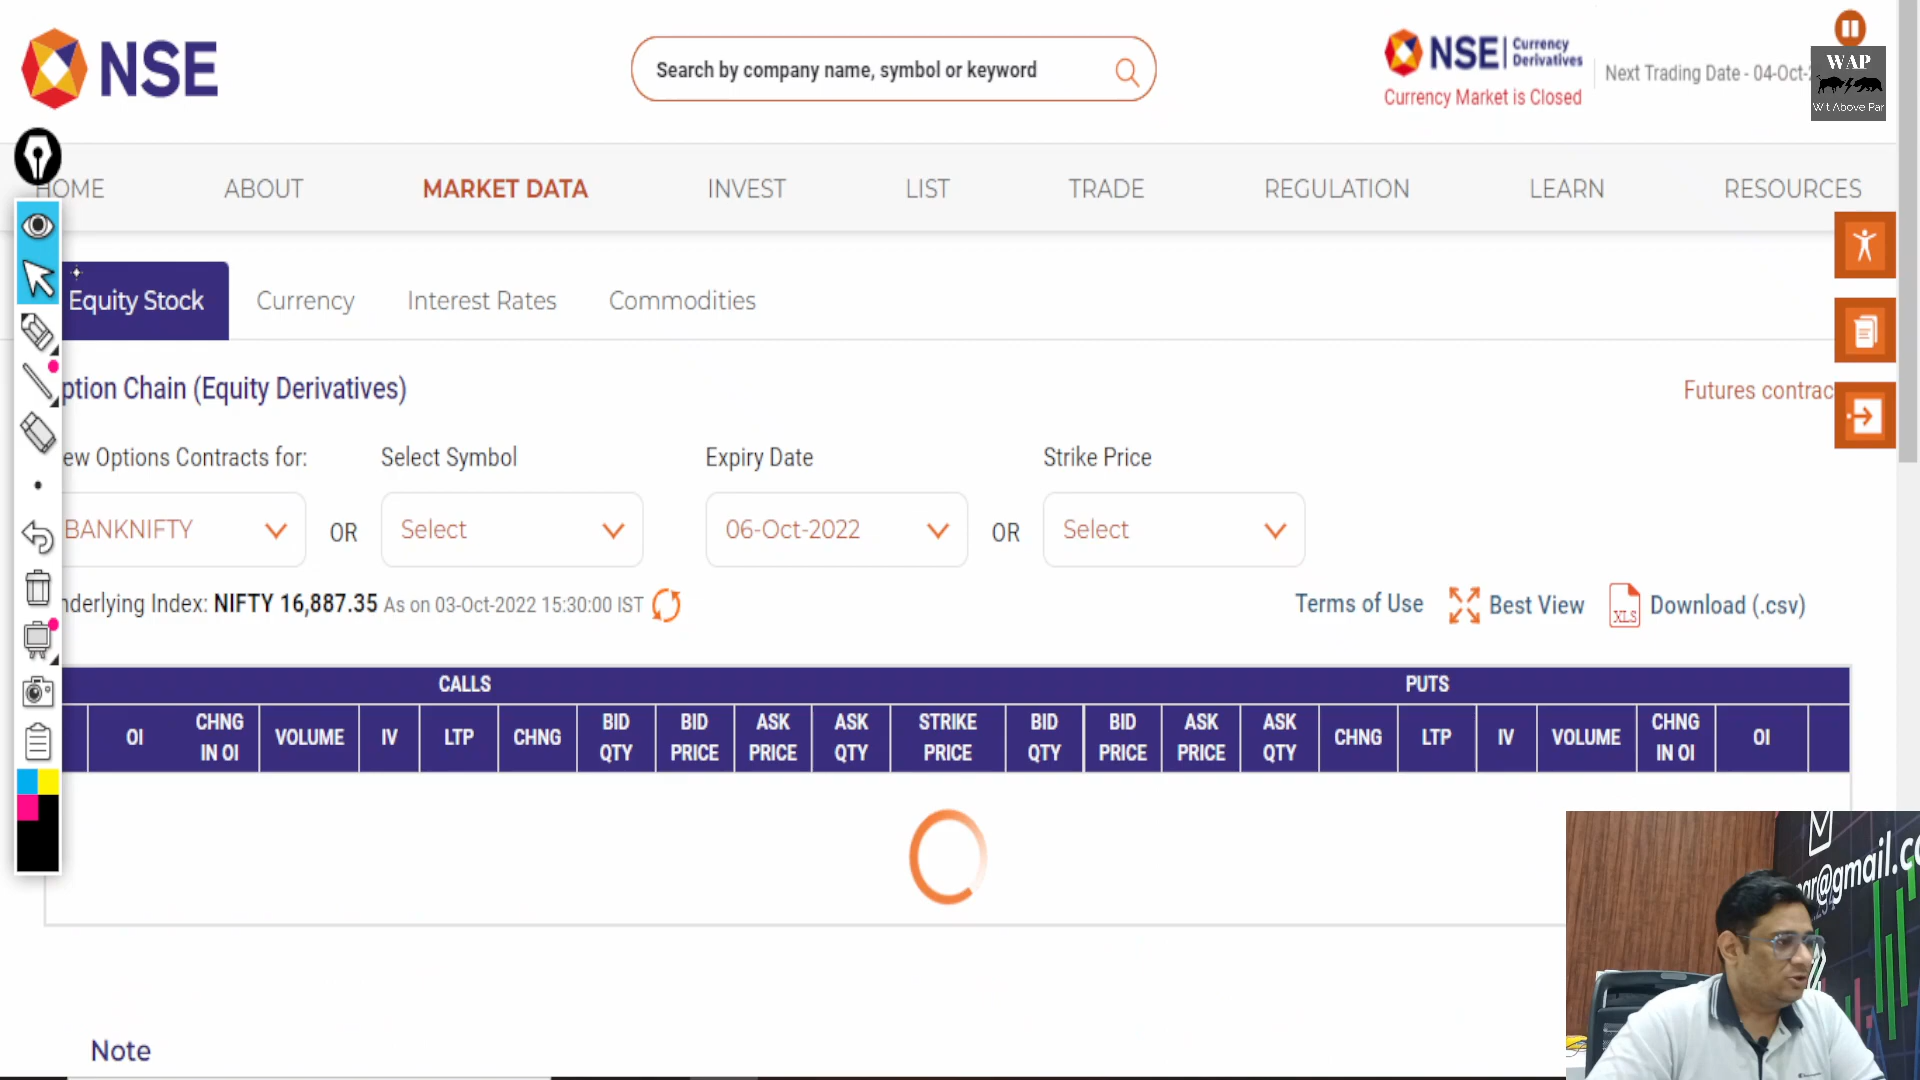 NSE
Search by company name, symbol or keyword
NSE Currency Derivatives
Currency Market is Closed
Next Trading Date - 04-Oct-
WAP
HOME ABOUT MARKET DATA INVEST LIST TRADE REGULATION LEARN RESOURCES
Equity Stock Currency Interest Rates Commodities
ption Chain (Equity Derivatives)
Futures contrac
ew Options Contracts for: Select Symbol Expiry Date Strike Price
BANKNIFTY OR Select 06-Oct-2022 OR Select
nderlying Index: NIFTY 16,887.35 As on 03-Oct-2022 15:30:00 IST
Terms of Use Best View XLS Download (.csv)
CALLS PUTS
OI CHNG IN OI VOLUME IV LTP CHNG BID QTY BID PRICE ASK PRICE ASK QTY STRIKE PRICE BID QTY BID PRICE ASK PRICE ASK QTY CHNG LTP IV VOLUME CHNG IN OI OI
ar@gmail.co
Note